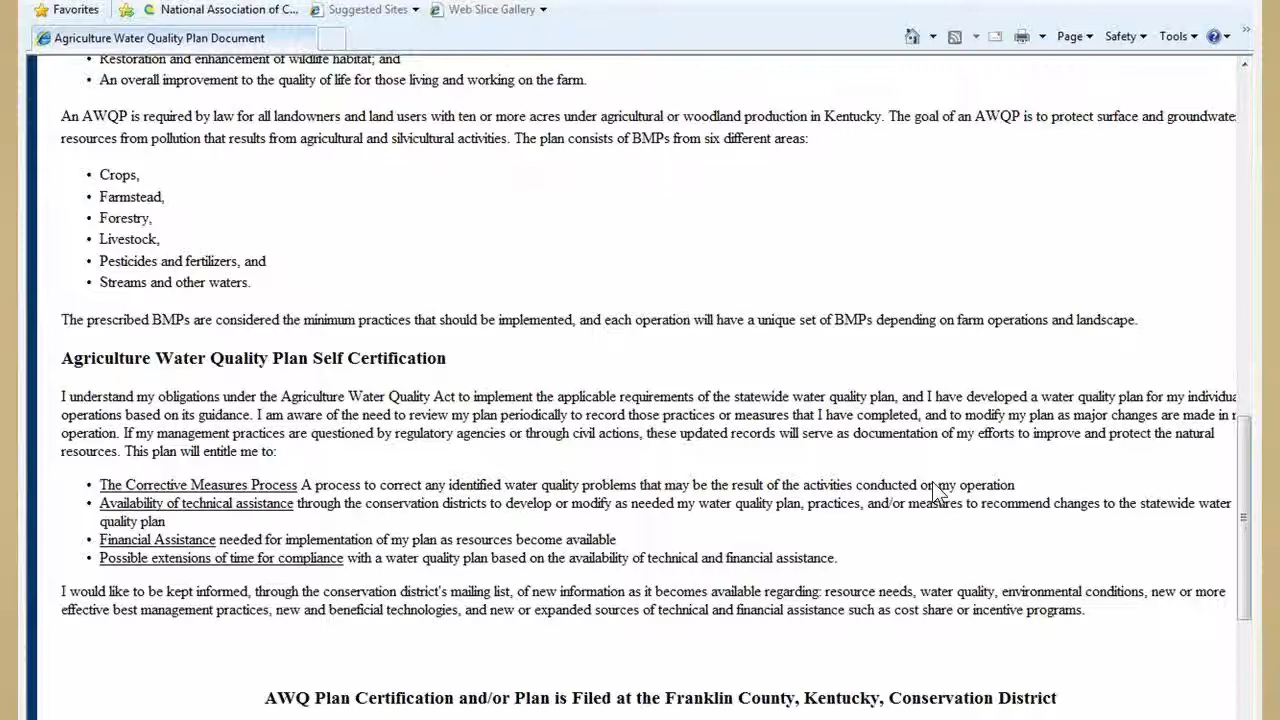 Favorites National Association of C... Suggested Sites Web Slice Gallery
Agriculture Water Quality Plan Document Page Safety Tools
• Restoration and enhancement of wildlife habitat; and
• An overall improvement to the quality of life for those living and working on the farm.
An AWQP is required by law for all landowners and land users with ten or more acres under agricultural or woodland production in Kentucky. The goal of an AWQP is to protect surface and groundwate
resources from pollution that results from agricultural and silvicultural activities. The plan consists of BMPs from six different areas:
• Crops,
• Farmstead,
• Forestry,
• Livestock,
• Pesticides and fertilizers, and
• Streams and other waters.
The prescribed BMPs are considered the minimum practices that should be implemented, and each operation will have a unique set of BMPs depending on farm operations and landscape.
Agriculture Water Quality Plan Self Certification
I understand my obligations under the Agriculture Water Quality Act to implement the applicable requirements of the statewide water quality plan, and I have developed a water quality plan for my individua
operations based on its guidance. I am aware of the need to review my plan periodically to record those practices or measures that I have completed, and to modify my plan as major changes are made in
operation. If my management practices are questioned by regulatory agencies or through civil actions, these updated records will serve as documentation of my efforts to improve and protect the natural
resources. This plan will entitle me to:
• The Corrective Measures Process A process to correct any identified water quality problems that may be the result of the activities conducted on my operation
• Availability of technical assistance through the conservation districts to develop or modify as needed my water quality plan, practices, and/or measures to recommend changes to the statewide water
quality plan
• Financial Assistance needed for implementation of my plan as resources become available
• Possible extensions of time for compliance with a water quality plan based on the availability of technical and financial assistance.
I would like to be kept informed, through the conservation district's mailing list, of new information as it becomes available regarding: resource needs, water quality, environmental conditions, new or more
effective best management practices, new and beneficial technologies, and new or expanded sources of technical and financial assistance such as cost share or incentive programs.
AWQ Plan Certification and/or Plan is Filed at the Franklin County, Kentucky, Conservation District